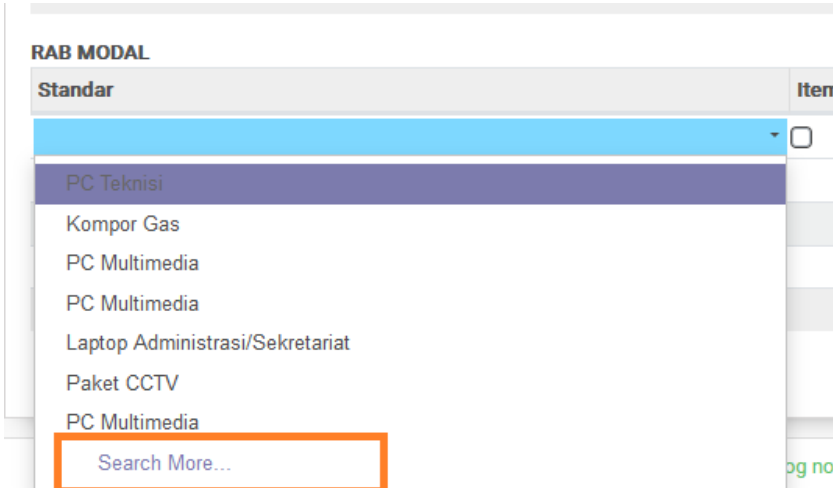 RAB MODAL
Standar Item
PC Teknisi
Kompor Gas
PC Multimedia
PC Multimedia
Laptop Administrasi/Sekretariat
Paket CCTV
PC Multimedia
Search More...